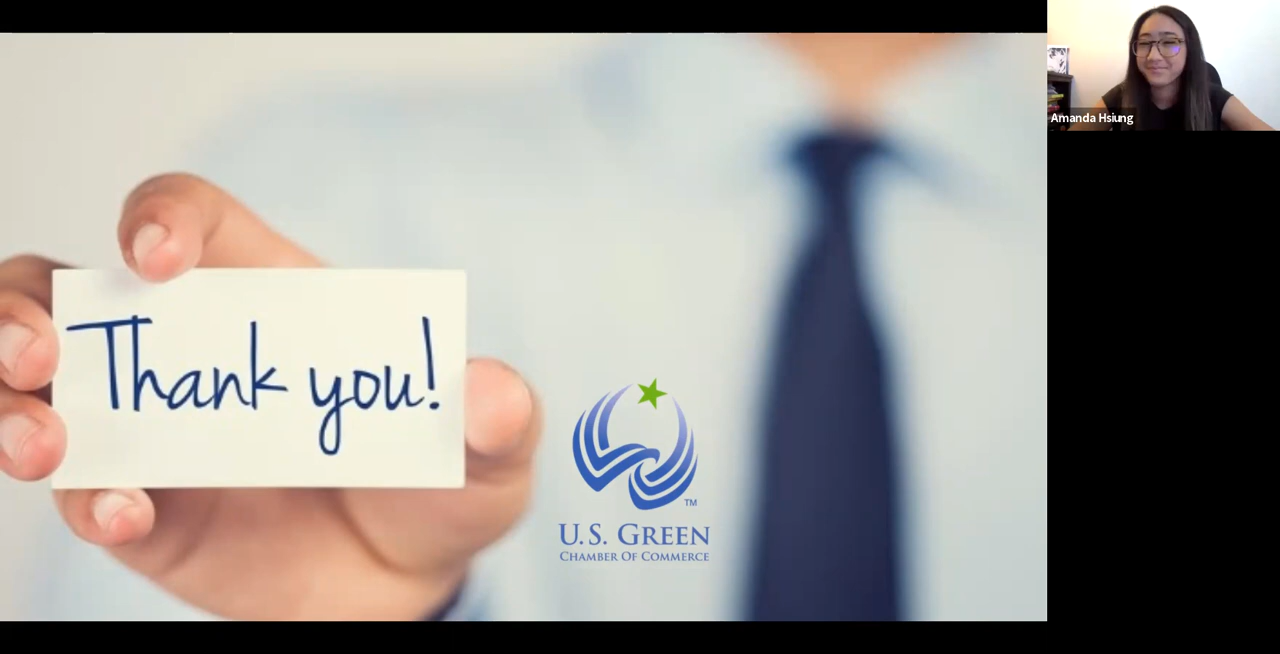 Thank you!
TM
U.S. GREEN
CHAMBER OF COMMERCE
Amanda Hsiung